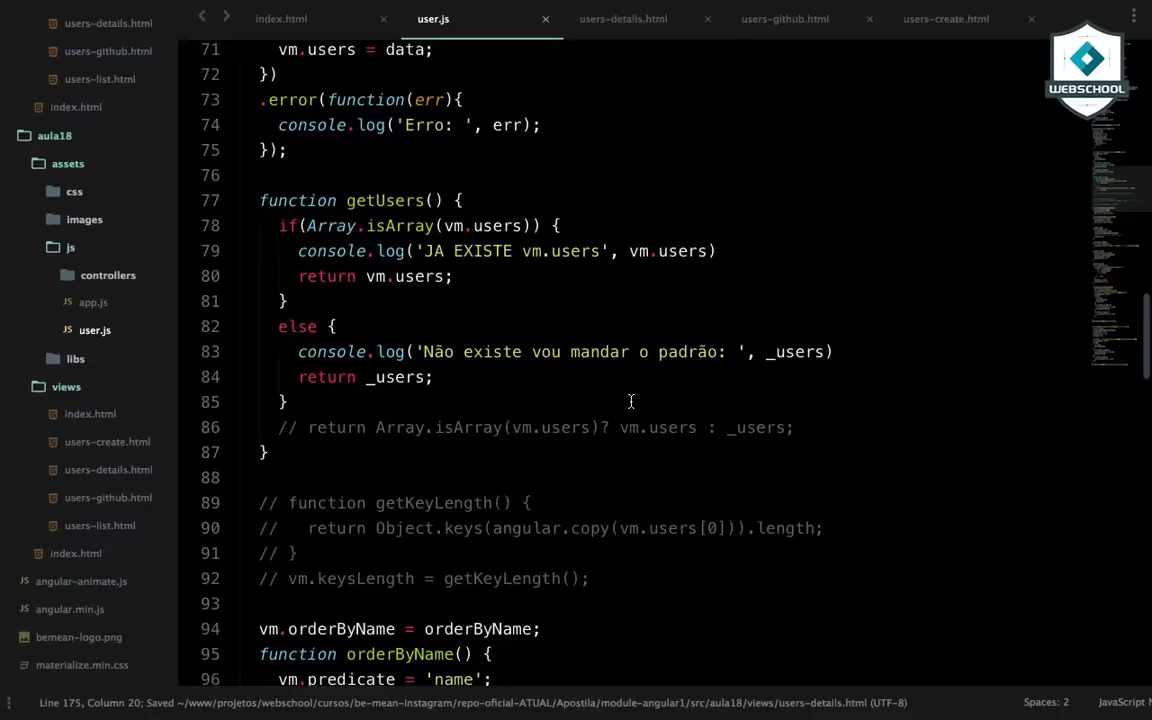 users-details.html
users-github.html
users-list.html
index.html
aula18
assets
css
images
js
controllers
JS app.js
JS user.js
libs
views
index.html
users-create.html
users-details.html
users-github.html
users-list.html
index.html
JS angular-animate.js
JS angular.min.js
bemean-logo.png
materialize.min.css
index.html ×
user.js ×
users-details.html ×
users-github.html ×
users-create.html ×
WEBSCHOOL
71 vm.users = data;
72 })
73 .error(function(err){
74 console.log('Erro: ', err);
75 });
76
77 function getUsers() {
78 if(Array.isArray(vm.users)) {
79 console.log('JA EXISTE vm.users', vm.users)
80 return vm.users;
81 }
82 else {
83 console.log('Não existe vou mandar o padrão: ', _users)
84 return _users;
85 }
86 // return Array.isArray(vm.users)? vm.users : _users;
87 }
88
89 // function getKeyLength() {
90 // return Object.keys(angular.copy(vm.users[0])).length;
91 // }
92 // vm.keysLength = getKeyLength();
93
94 vm.orderByName = orderByName;
95 function orderByName() {
96 vm.predicate = 'name';
Line 175, Column 20; Saved ~/www/projetos/webschool/cursos/be-mean-instagram/repo-oficial-ATUAL/Apostila/module-angular1/src/aula18/views/users-details.html (UTF-8)
Spaces: 2
JavaScript